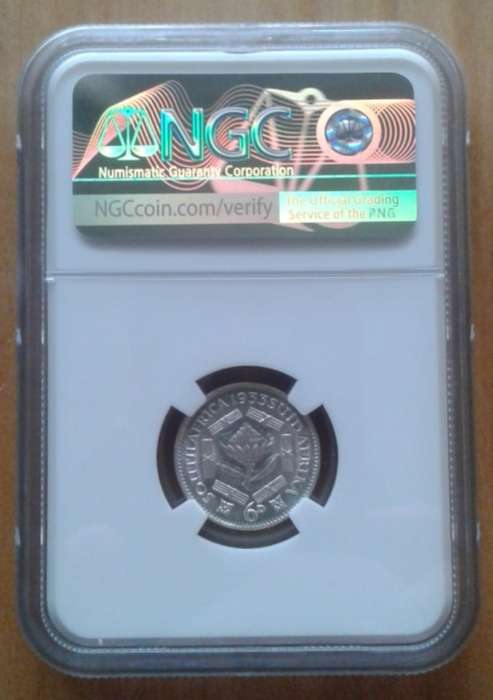 NGC
Numismatic Guaranty Corporation
NGCcoin.com/verify
The Official Grading
Service of the PNG
SOUTH AFRICA 1933 SUID AFRIKA
6D